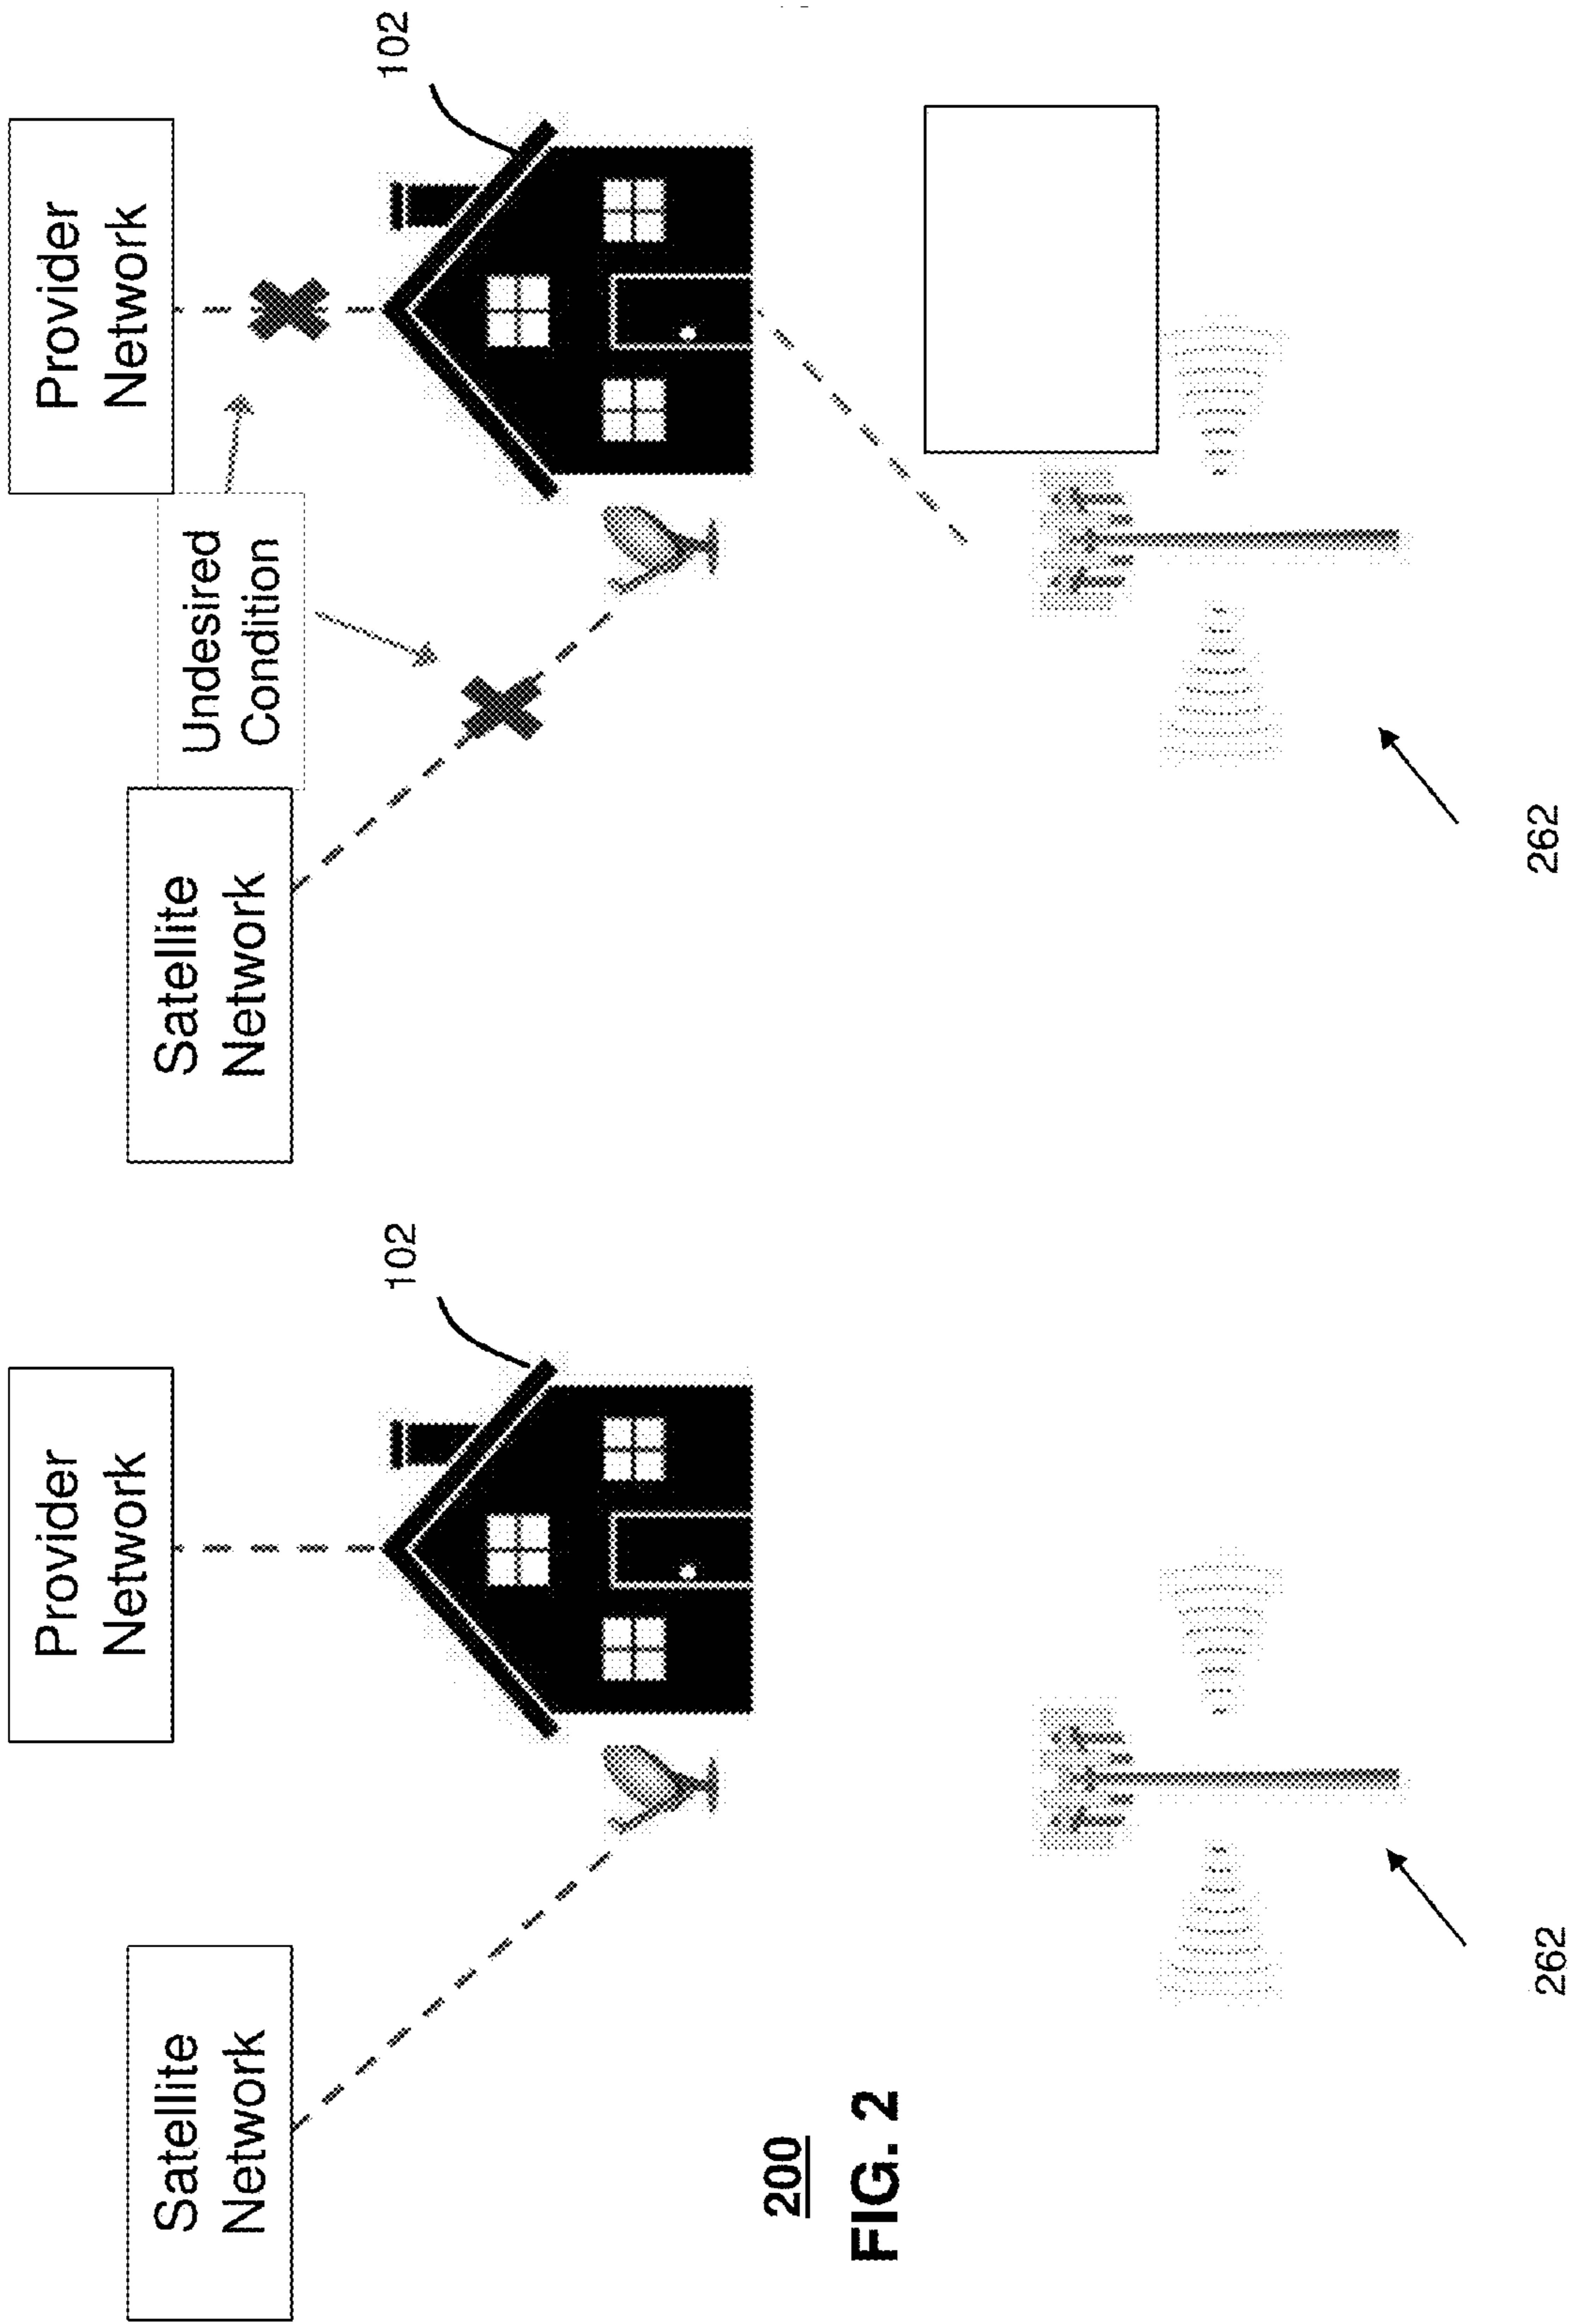 Satellite
Network
Provider
Network
102
262
Satellite
Network
Undesired
Condition
Provider
Network
102
262
200
FIG. 2